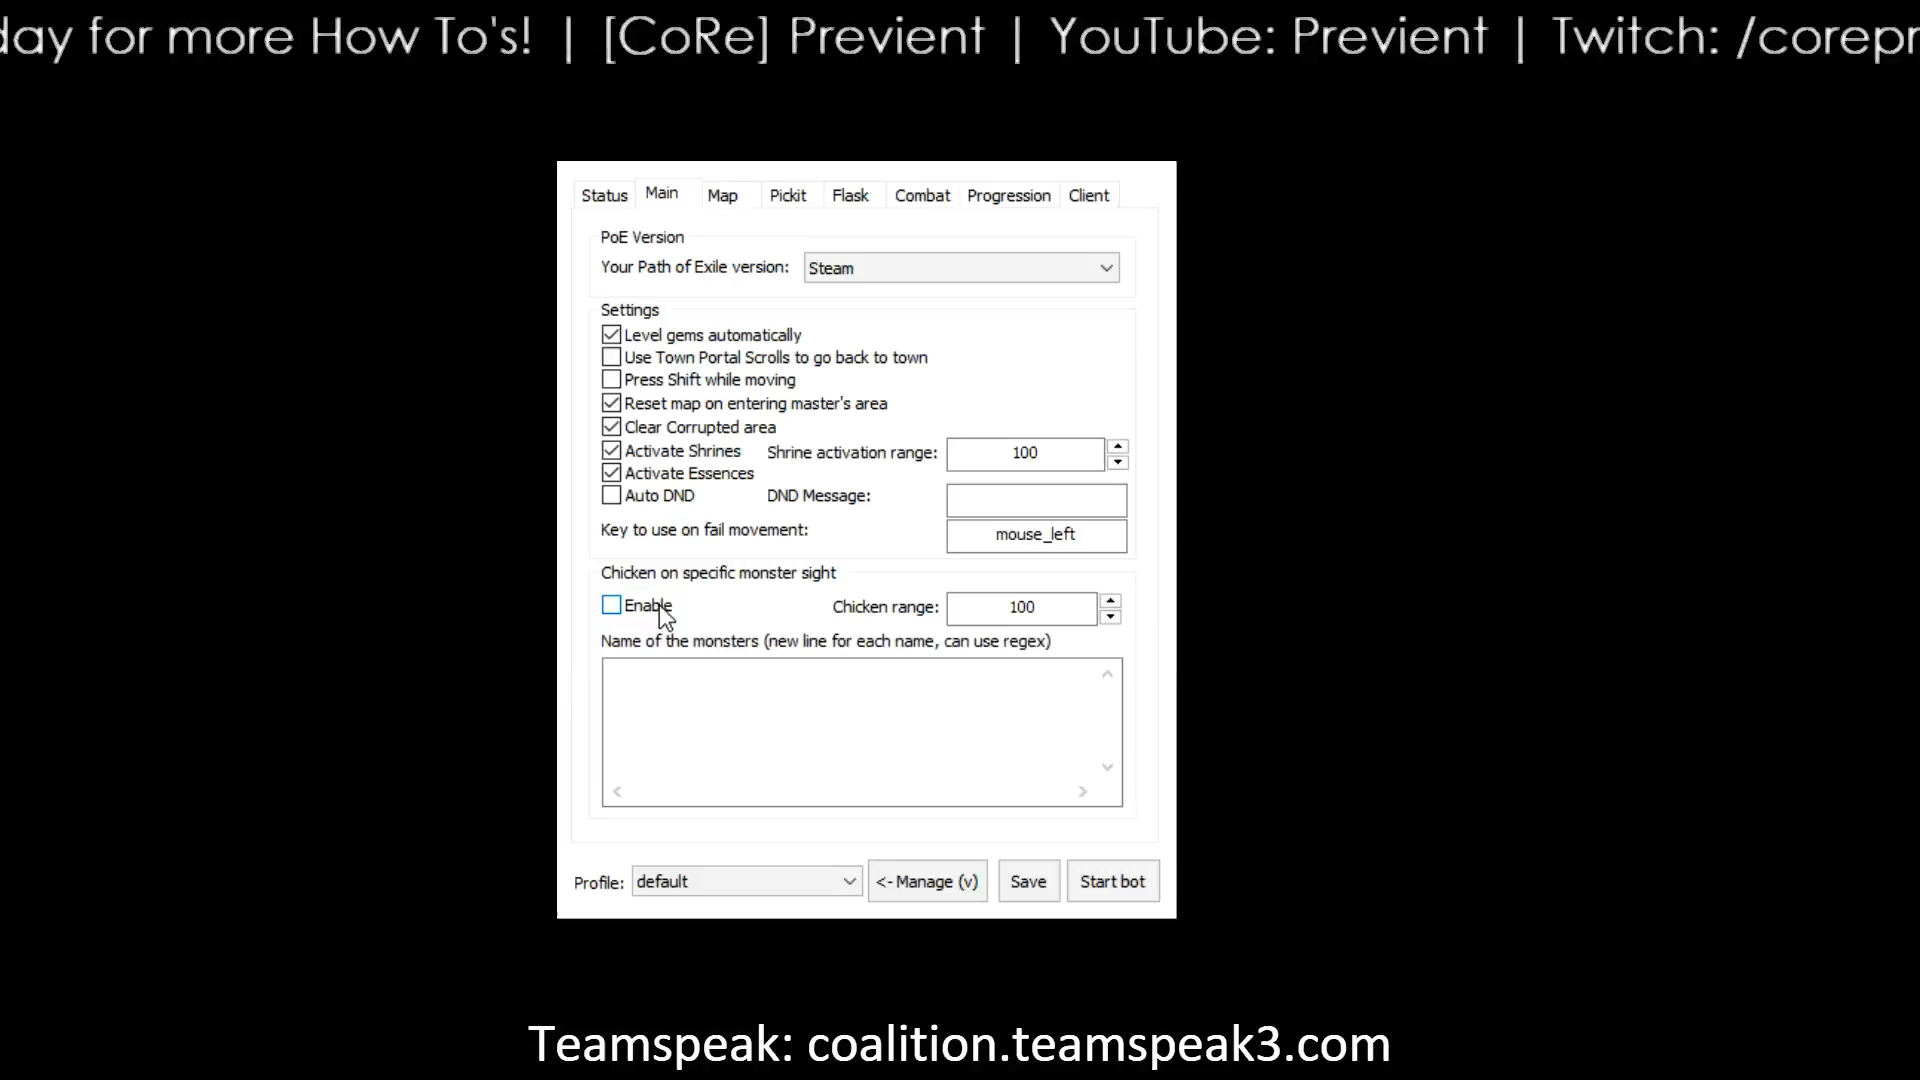 day for more How To's! | [CoRe] Previent | YouTube: Previent | Twitch: /corepr
Status Main Map Pickit Flask Combat Progression Client
PoE Version
Your Path of Exile version: Steam
Settings
Level gems automatically
Use Town Portal Scrolls to go back to town
Press Shift while moving
Reset map on entering master's area
Clear Corrupted area
Activate Shrines Shrine activation range: 100
Activate Essences
Auto DND DND Message:
Key to use on fail movement: mouse_left
Chicken on specific monster sight
Enable Chicken range: 100
Name of the monsters (new line for each name, can use regex)
Profile: default <- Manage (v) Save Start bot
Teamspeak: coalition.teamspeak3.com